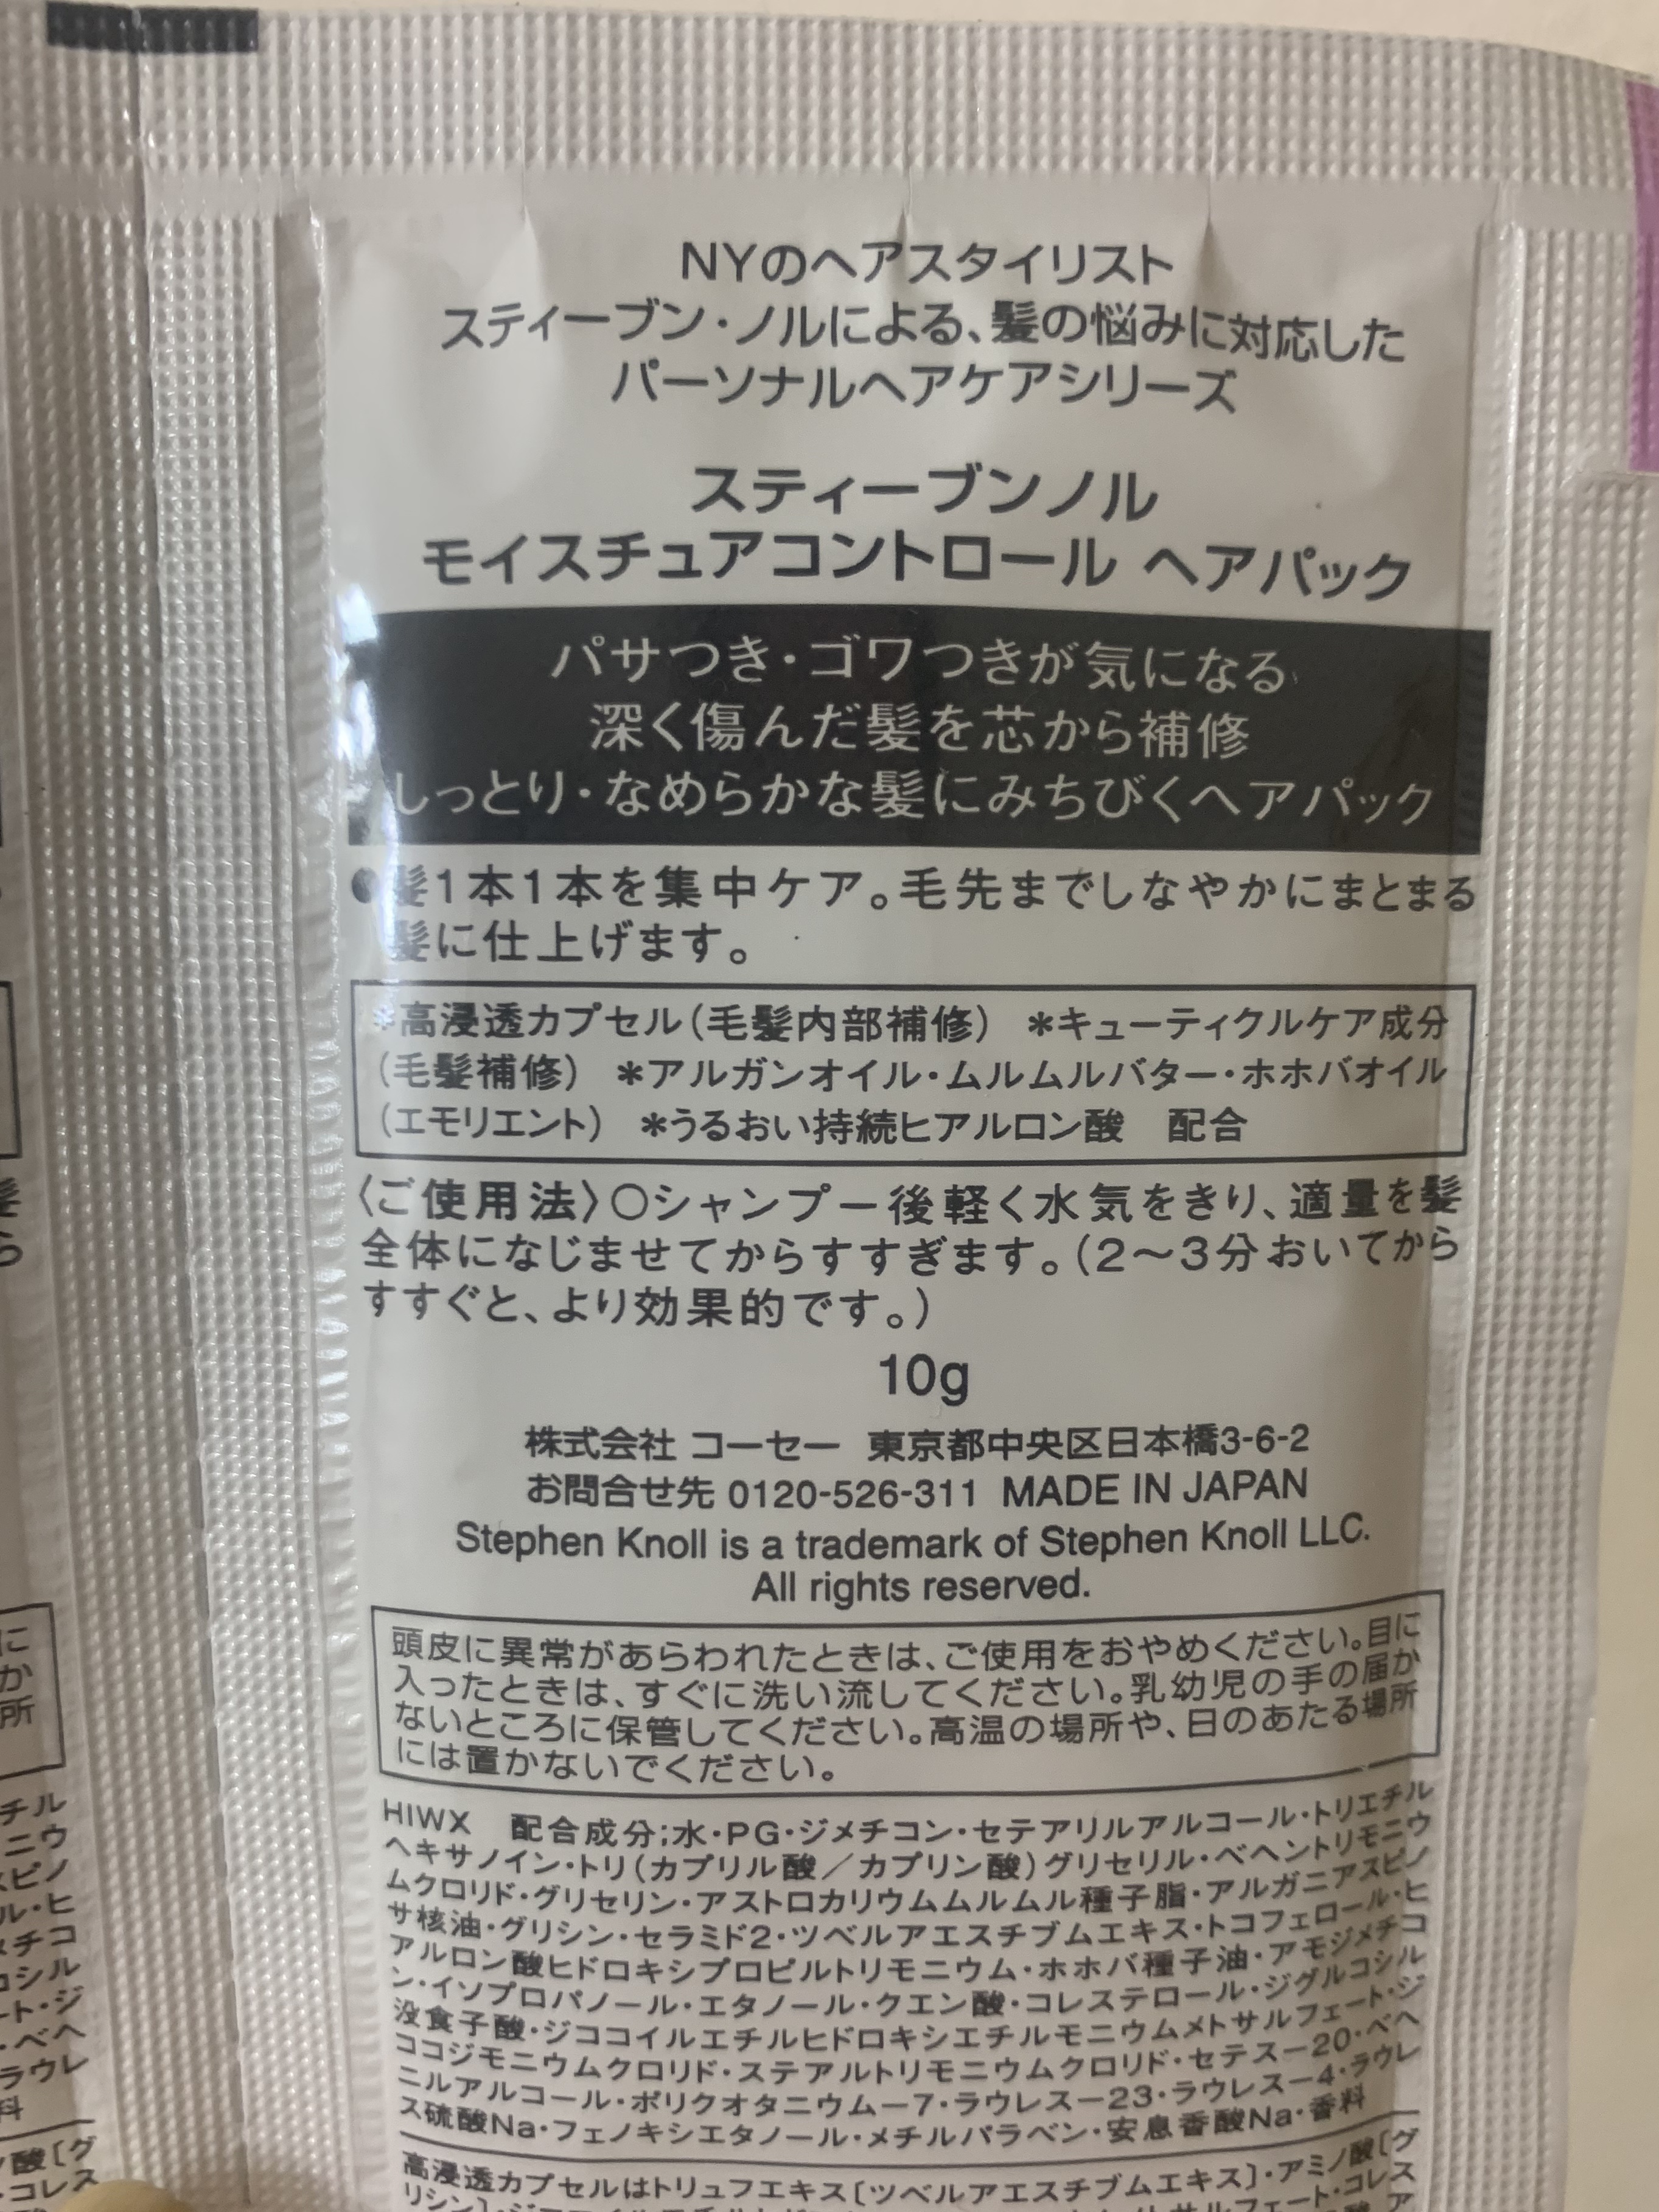 NYのヘアスタイリスト
スティーブン・ノルによる、髪の悩みに対応した
パーソナルヘアケアシリーズ
スティーブンノル
モイスチュアコントロール ヘアパック
パサつき・ゴワつきが気になる
深く傷んだ髪を芯から補修
しっとり・なめらかな髪にみちびくヘアパック
●髪1本1本を集中ケア。毛先までしなやかにまとまる
髪に仕上げます。
*高浸透カプセル(毛髪内部補修) *キューティクルケア成分
(毛髪補修) *アルガンオイル・ムルムルバター・ホホバオイル
(エモリエント) *うるおい持続ヒアルロン酸 配合
〈ご使用法〉○シャンプー後軽く水気をきり、適量を髪
全体になじませてからすすぎます。(2〜3分おいてから
すすぐと、より効果的です。)
10g
株式会社 コーセー 東京都中央区日本橋3-6-2
お問合せ先 0120-526-311 MADE IN JAPAN
Stephen Knoll is a trademark of Stephen Knoll LLC.
All rights reserved.
頭皮に異常があらわれたときは、ご使用をおやめください。目に
入ったときは、すぐに洗い流してください。乳幼児の手の届か
ないところに保管してください。高温の場所や、日のあたる場所
には置かないでください。
HIWX 配合成分;水・PG・ジメチコン・セテアリルアルコール・トリエチル
ヘキサノイン・トリ(カプリル酸/カプリン酸)グリセリル・ベヘントリモニウ
ムクロリド・グリセリン・アストロカリウムムルムル種子脂・アルガニアスピノ
サ核油・グリシン・セラミド2・ツベルアエスチブムエキス・トコフェロール・ヒ
アルロン酸ヒドロキシプロピルトリモニウム・ホホバ種子油・アモジメチコ
ン・イソプロパノール・エタノール・クエン酸・コレステロール・ジグルコシル
没食子酸・ジココイルエチルヒドロキシエチルモニウムメトサルフェート・ジ
ココジモニウムクロリド・ステアルトリモニウムクロリド・セテス-20・ベヘ
ニルアルコール・ポリクオタニウム-7・ラウレス-23・ラウレス-4・ラウレ
ス硫酸Na・フェノキシエタノール・メチルパラベン・安息香酸Na・香料
高浸透カプセルはトリュフエキス〔ツベルアエスチブムエキス〕・アミノ酸〔グ